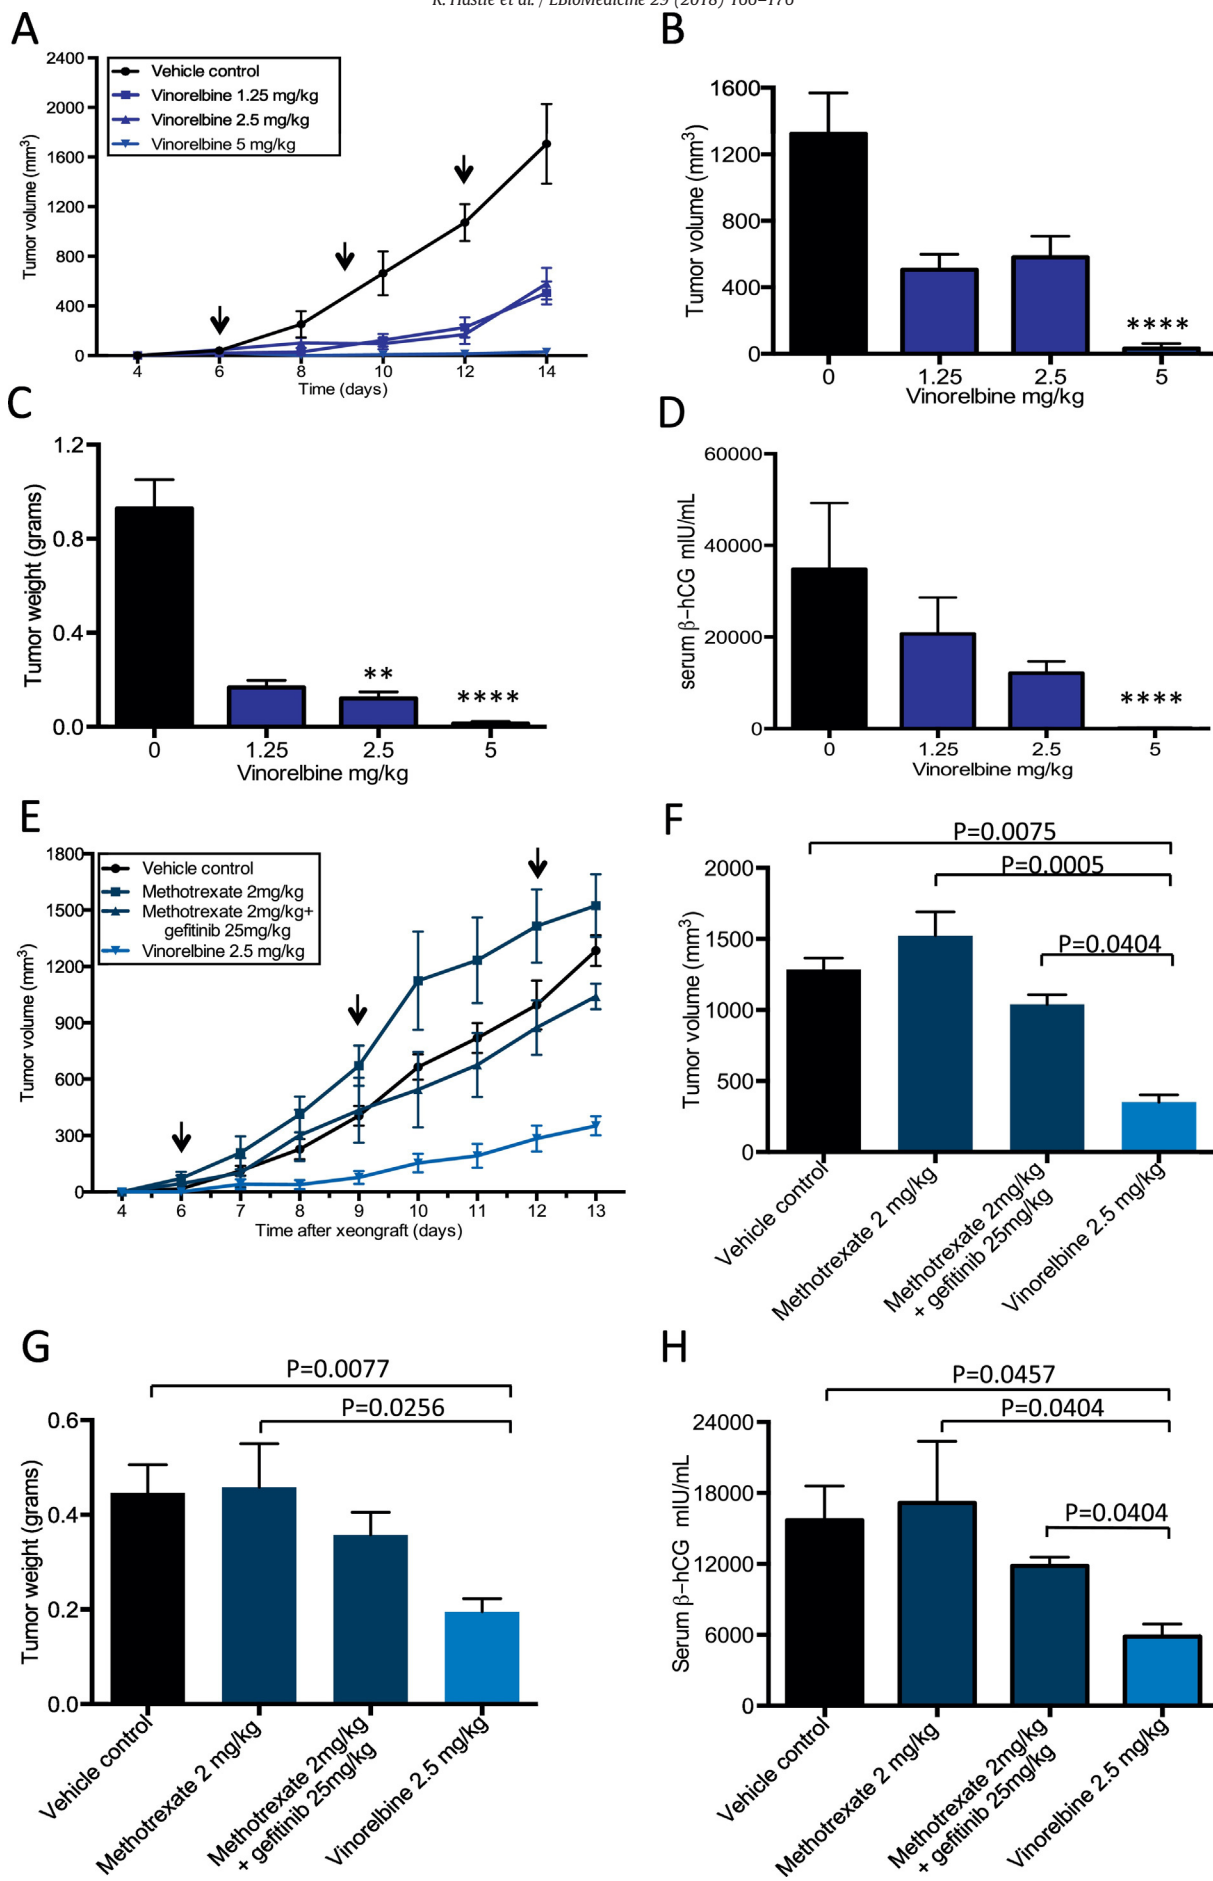 R. Hastie et al. / EBioMedicine 29 (2018) 166–176
A
2400
2000
1600
1200
800
400
0
Tumor volume (mm3)
Vehicle control
Vinorelbine 1.25 mg/kg
Vinorelbine 2.5 mg/kg
Vinorelbine 5 mg/kg
4 6 8 10 12 14
Time (days)
B
1600
1200
800
400
0
Tumor volume (mm3)
****
0 1.25 2.5 5
Vinorelbine mg/kg
C
1.2
0.8
0.4
0.0
Tumor weight (grams)
**
****
0 1.25 2.5 5
Vinorelbine mg/kg
D
60000
40000
20000
0
serum β−hCG mIU/mL
****
0 1.25 2.5 5
Vinorelbine mg/kg
E
1800
1500
1200
900
600
300
0
Tumor volume (mm3)
Vehicle control
Methotrexate 2mg/kg
Methotrexate 2mg/kg+
gefitinib 25mg/kg
Vinorelbine 2.5 mg/kg
4 6 7 8 9 10 11 12 13
Time after xeongraft (days)
F
P=0.0075
P=0.0005
P=0.0404
2000
1500
1000
500
0
Tumor volume (mm3)
Vehicle control
Methotrexate 2 mg/kg
Methotrexate 2mg/kg
+ gefitinib 25mg/kg
Vinorelbine 2.5 mg/kg
G
P=0.0077
P=0.0256
0.6
0.4
0.2
0.0
Tumor weight (grams)
Vehicle control
Methotrexate 2 mg/kg
Methotrexate 2mg/kg
+ gefitinib 25mg/kg
Vinorelbine 2.5 mg/kg
H
P=0.0457
P=0.0404
P=0.0404
24000
18000
12000
6000
0
Serum β−hCG mIU/mL
Vehicle control
Methotrexate 2 mg/kg
Methotrexate 2mg/kg
+ gefitinib 25mg/kg
Vinorelbine 2.5 mg/kg